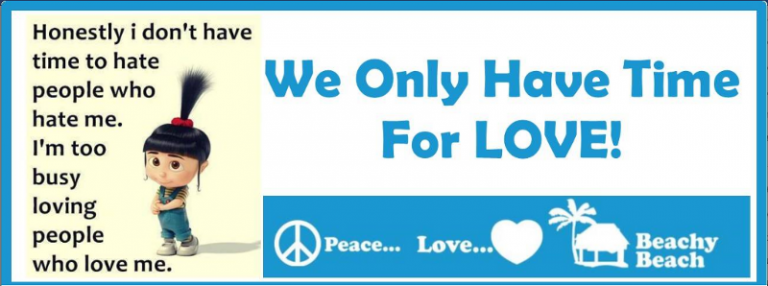 Honestly i don't have
time to hate
people who
hate me.
I'm too
busy
loving
people
who love me.
We Only Have Time
For LOVE!
Peace... Love... Beachy
Beach